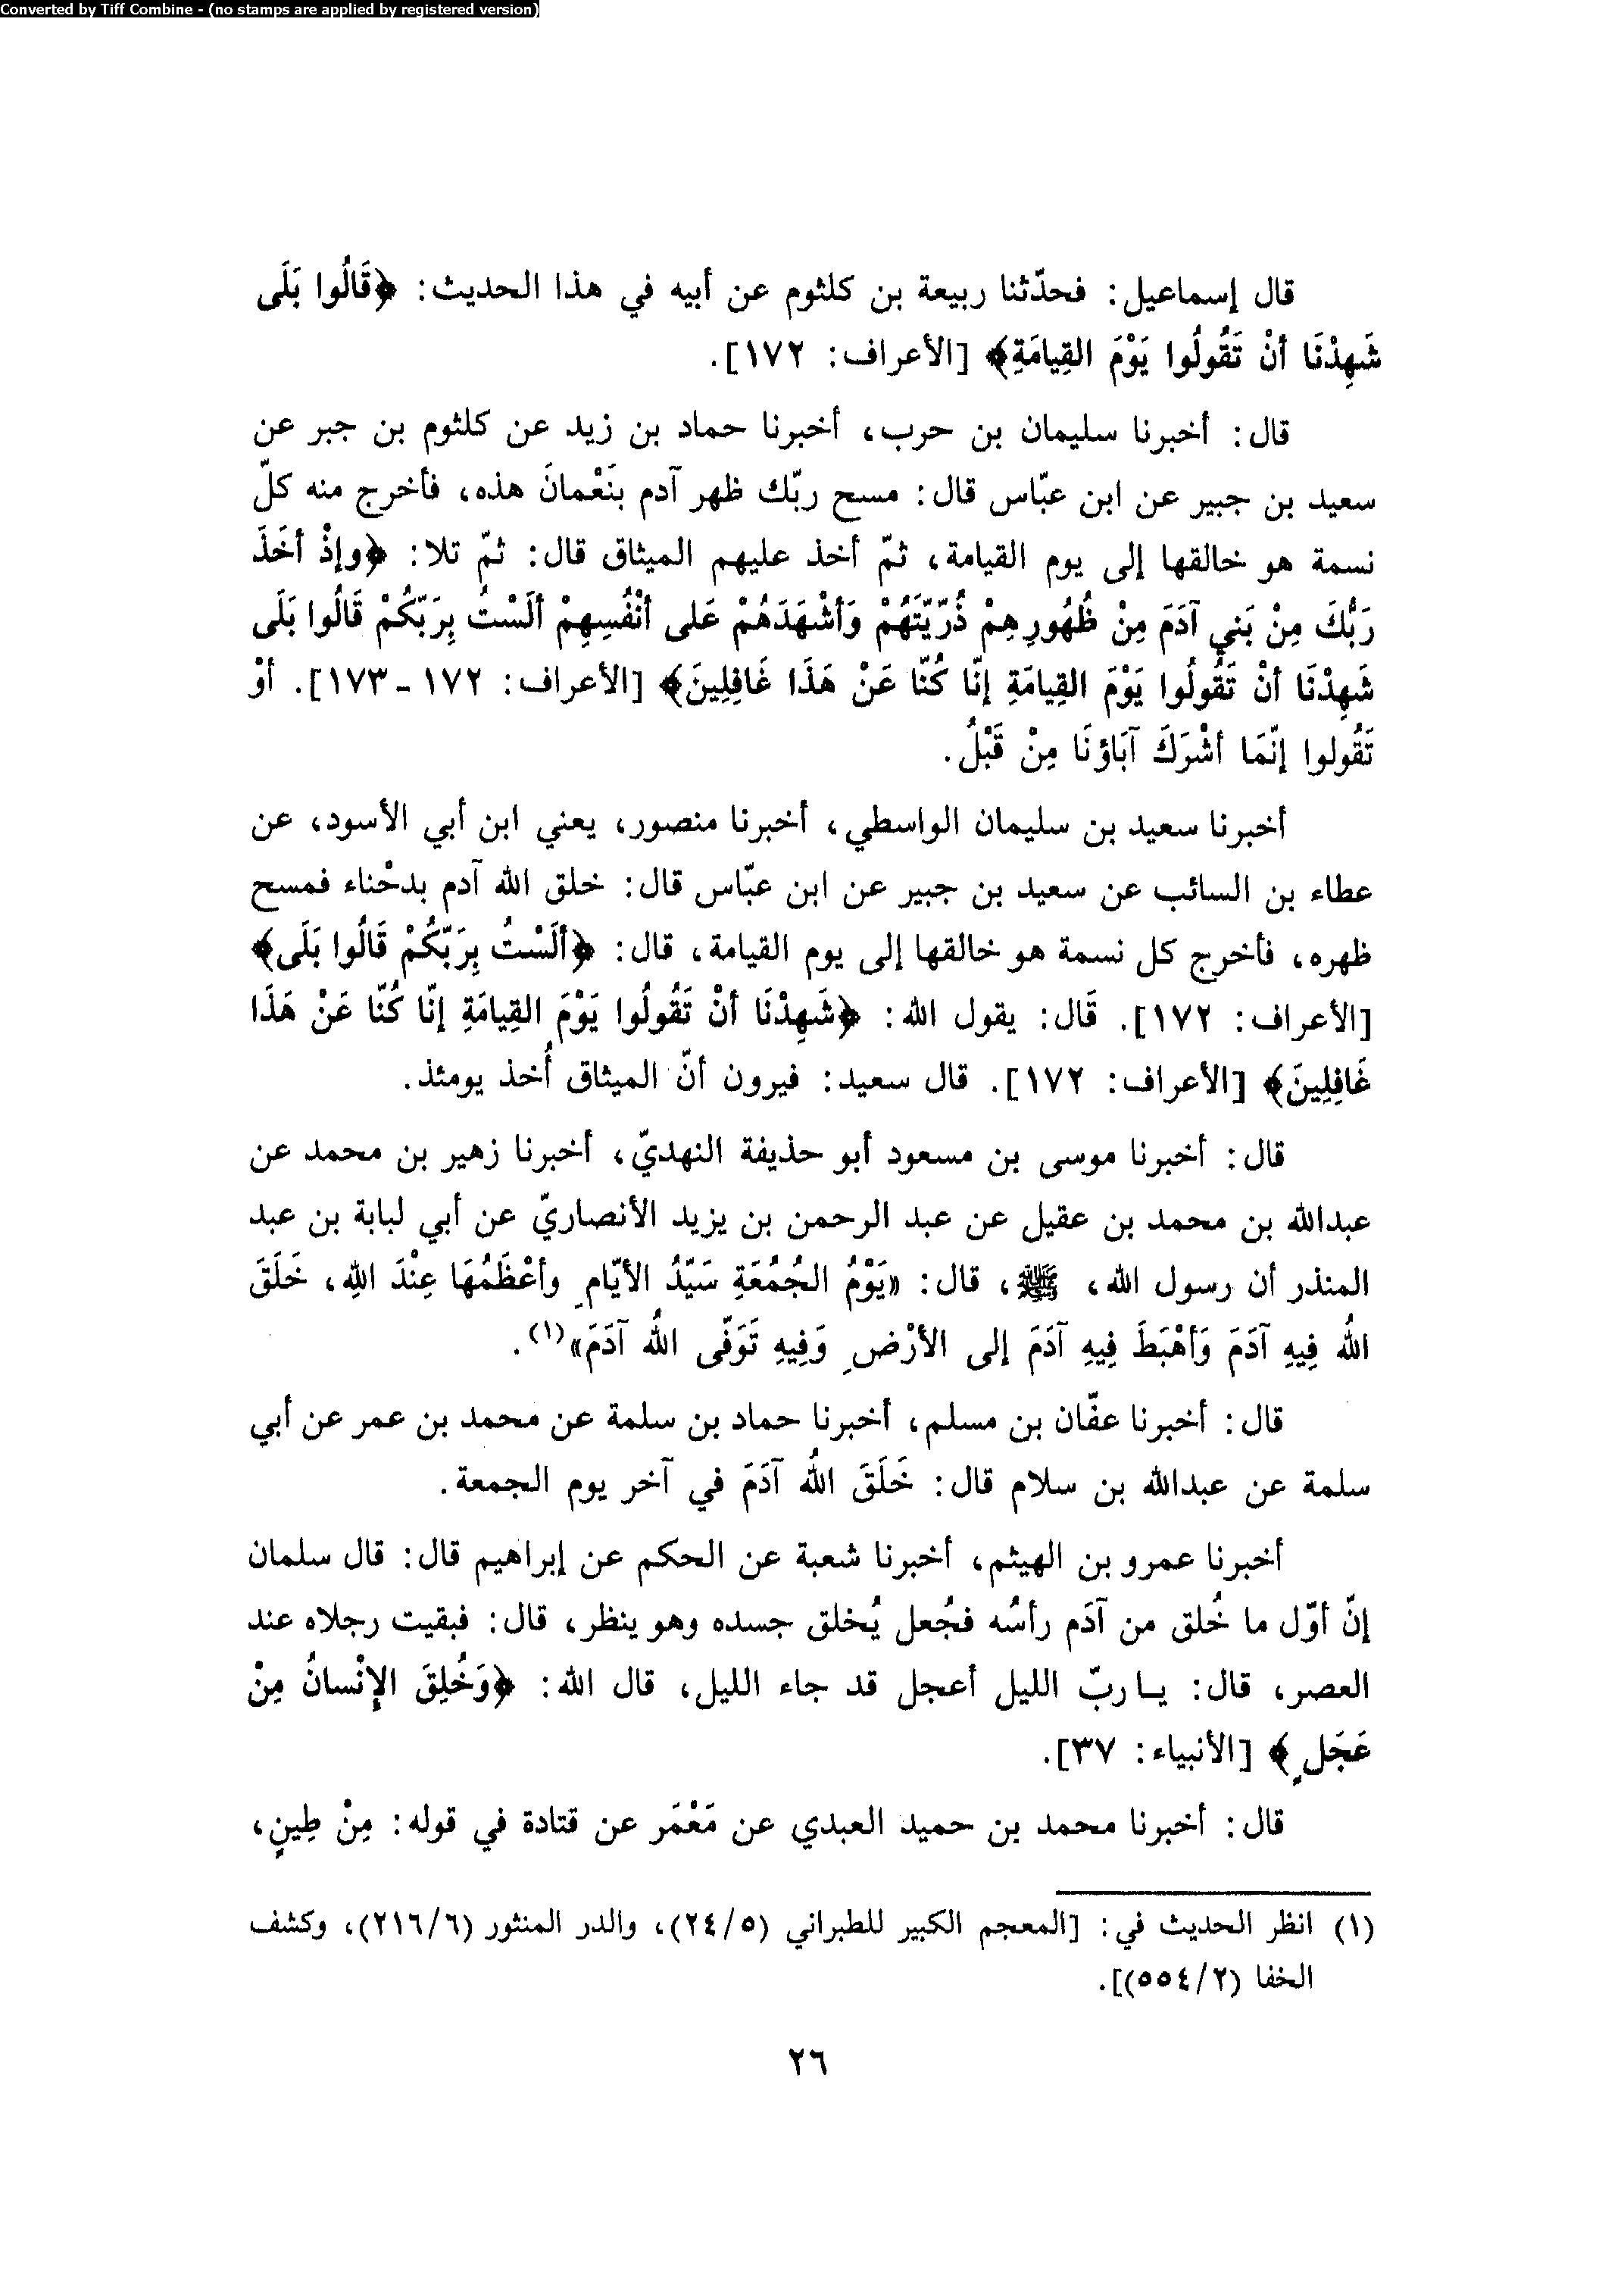 Converted by Tiff Combine - (no stamps are applied by registered version)
قال إسماعيل: فحدّثنا ربيعة بن كلثوم عن أبيه في هذا الحديث: ﴿قَالُوا بَلَى
شَهِدْنَا أنْ تَقُولُوا يَوْمَ القِيامَةِ﴾ [الأعراف: ١٧٢].
قال: أخبرنا سليمان بن حرب، أخبرنا حماد بن زيد عن كلثوم بن جبر عن
سعيد بن جبير عن ابن عبّاس قال: مسح ربّك ظهر آدم بنَعْمانَ هذه، فأخرج منه كلّ
نسمة هو خالقها إلى يوم القيامة، ثمّ أخذ عليهم الميثاق قال: ثمّ تلا: ﴿وإذْ أخَذَ
رَبُّكَ مِنْ بَني آدَمَ مِنْ ظُهُورِهِمْ ذُرّيّتَهُمْ وَأشْهَدَهُمْ عَلى أنْفُسِهِمْ ألَسْتُ بِرَبّكُمْ قَالُوا بَلَى
شَهِدْنَا أنْ تَقُولُوا يَوْمَ القِيامَةِ إنّا كُنّا عَنْ هَذَا غَافِلِينَ﴾ [الأعراف: ١٧٢ - ١٧٣]. أوْ
تَقُولوا إنّمَا أشْرَكَ آبَاؤنَا مِنْ قَبْلُ.
أخبرنا سعيد بن سليمان الواسطي، أخبرنا منصور، يعني ابن أبي الأسود، عن
عطاء بن السائب عن سعيد بن جبير عن ابن عبّاس قال: خلق الله آدم بدحْناء فمسح
ظهره، فأخرج كل نسمة هو خالقها إلى يوم القيامة، قال: ﴿ألَسْتُ بِرَبّكُمْ قَالُوا بَلَى﴾
[الأعراف: ١٧٢]. قَال: يقول الله: ﴿شَهِدْنَا أنْ تَقُولُوا يَوْمَ القِيامَةِ إنّا كُنّا عَنْ هَذَا
غَافِلِينَ﴾ [الأعراف: ١٧٢]. قال سعيد: فيرون أنّ الميثاق أُخذ يومئذ.
قال: أخبرنا موسى بن مسعود أبو حذيفة النهديّ، أخبرنا زهير بن محمد عن
عبدالله بن محمد بن عقيل عن عبد الرحمن بن يزيد الأنصاريّ عن أبي لبابة بن عبد
المنذر أن رسول الله، ﷺ، قال: «يَوْمُ الجُمُعَةِ سَيّدُ الأيّامِ وأعْظَمُهَا عِنْدَ اللهِ، خَلَقَ
اللهُ فِيهِ آدَمَ وَأهْبَطَ فِيهِ آدَمَ إلى الأرْضِ وَفِيهِ تَوَفّى اللهُ آدَمَ»(١).
قال: أخبرنا عفّان بن مسلم، أخبرنا حماد بن سلمة عن محمد بن عمر عن أبي
سلمة عن عبدالله بن سلام قال: خَلَقَ اللهُ آدَمَ في آخر يوم الجمعة.
أخبرنا عمرو بن الهيثم، أخبرنا شعبة عن الحكم عن إبراهيم قال: قال سلمان
إنّ أوّل ما خُلق من آدَم رأسُه فجُعل يُخلق جسده وهو ينظر، قال: فبقيت رجلاه عند
العصر، قال: يا ربّ الليل أعجل قد جاء الليل، قال الله: ﴿وَخُلِقَ الإنْسانُ مِنْ
عَجَلٍ﴾ [الأنبياء: ٣٧].
قال: أخبرنا محمد بن حميد العبدي عن مَعْمَر عن قتادة في قوله: مِنْ طِينٍ،
(١) انظر الحديث في: [المعجم الكبير للطبراني (٢٤/٥)، والدر المنثور (٢١٦/٦)، وكشف
الخفا (٥٥٤/٢)].
٢٦